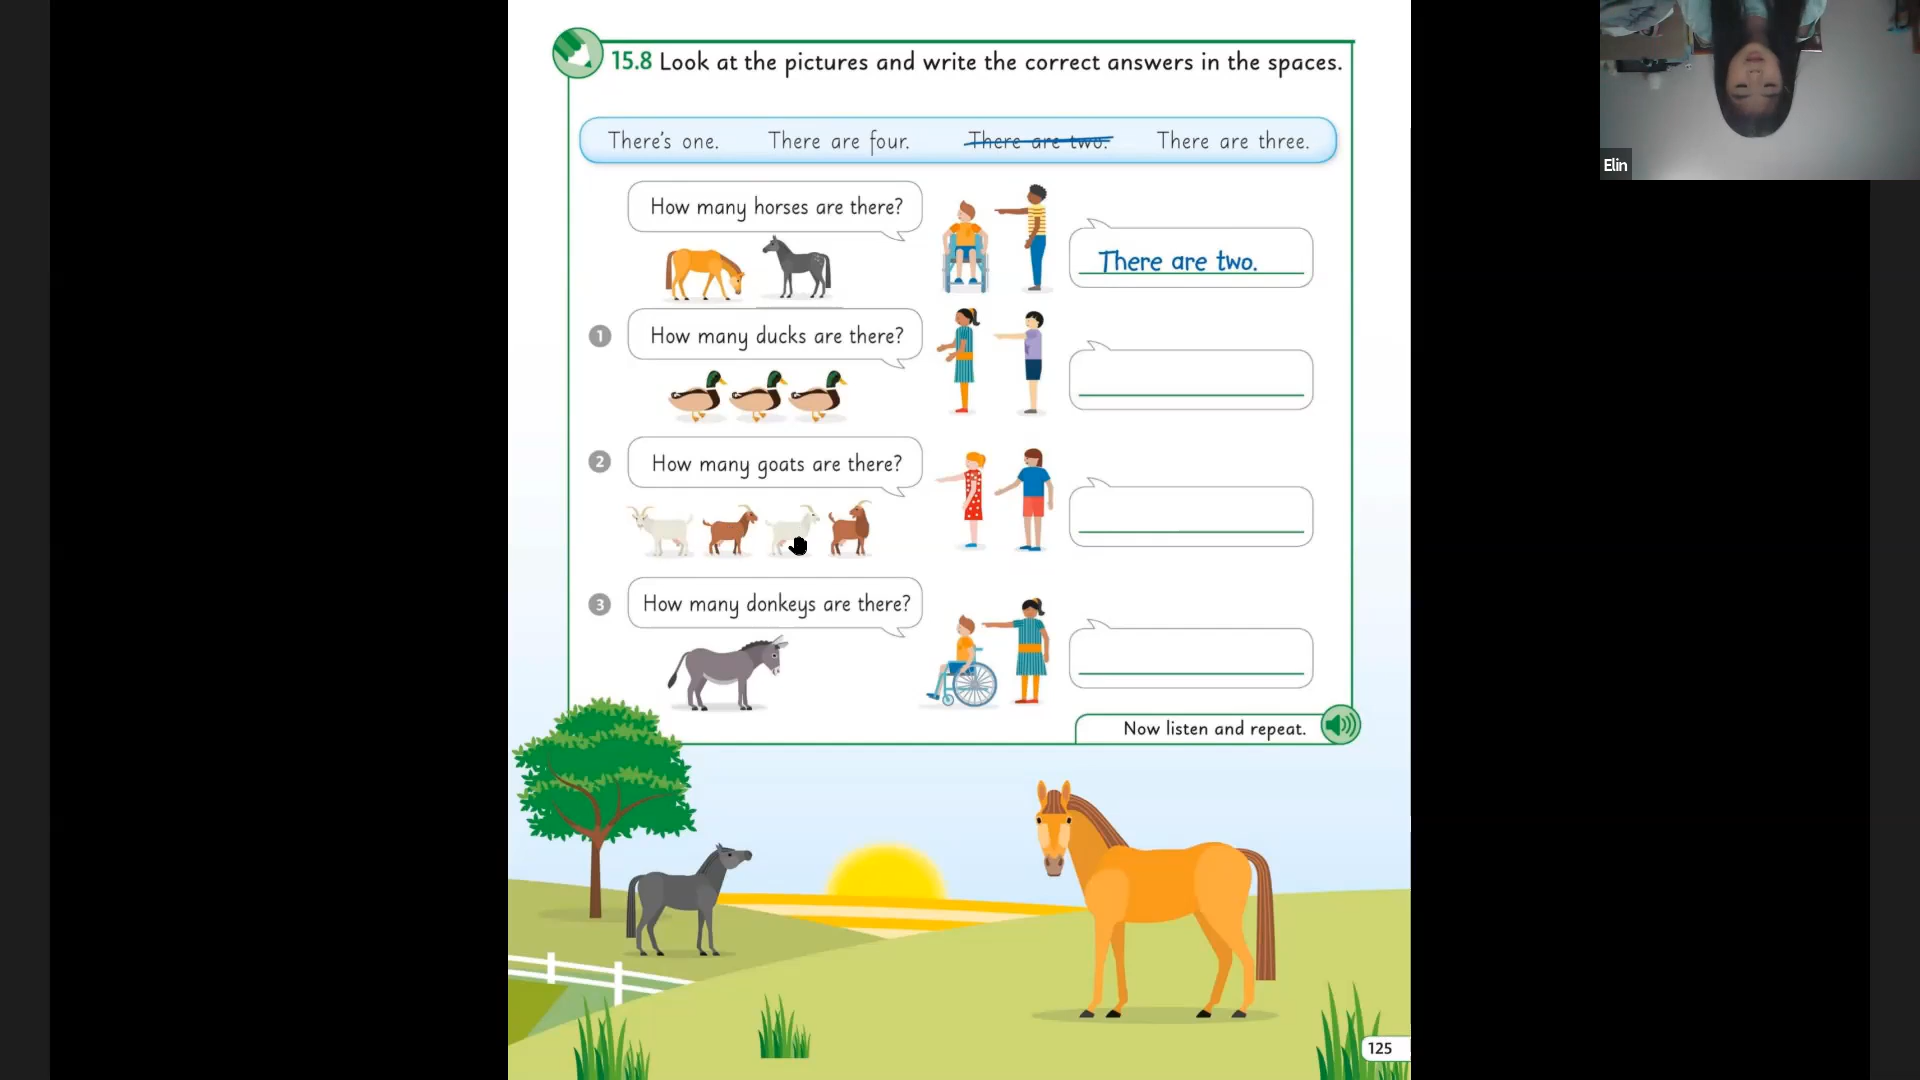 15.8 Look at the pictures and write the correct answers in the spaces.
There's one. There are four. There are two. There are three.
How many horses are there?
There are two.
1 How many ducks are there?
2 How many goats are there?
3 How many donkeys are there?
Now listen and repeat.
125
Elin